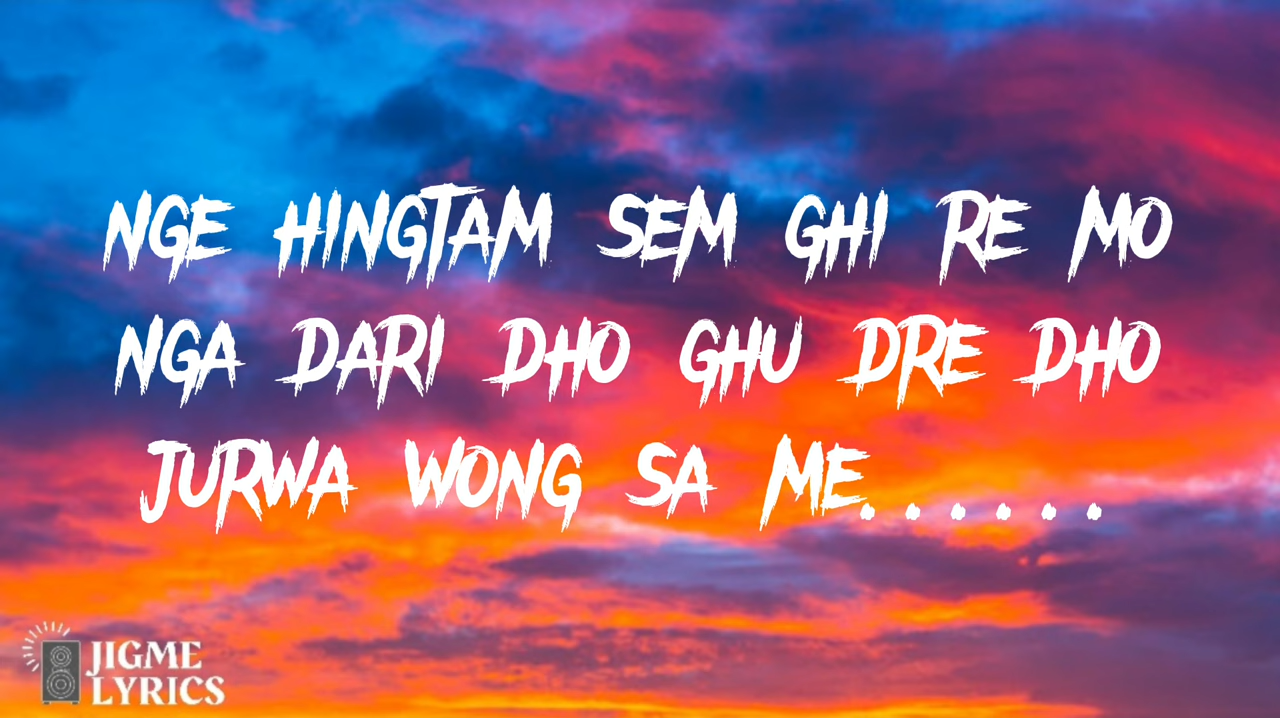 NGE HINGTAM SEM GHI RE MO
NGA DARI DHO GHU DRE DHO
JURWA WONG SA ME......
JIGME
LYRICS